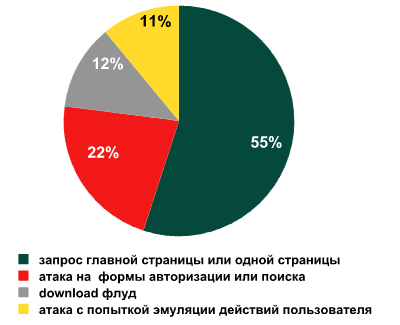 11%
12%
55%
22%
запрос главной страницы или одной страницы
атака на формы авторизации или поиска
download флуд
атака с попыткой эмуляции действий пользователя